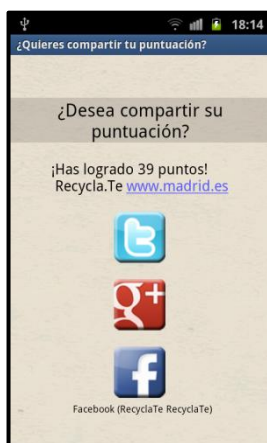 18:14
¿Quieres compartir tu puntuación?
¿Desea compartir su
puntuación?
¡Has logrado 39 puntos!
Recycla.Te www.madrid.es
t
g+
f
Facebook (RecyclaTe RecyclaTe)